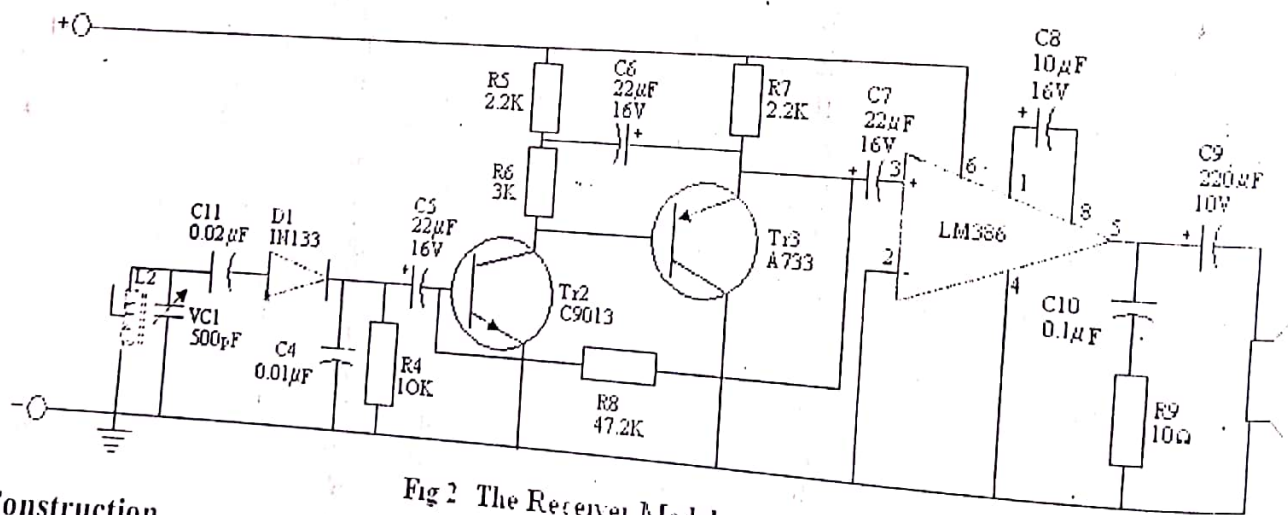 +
C8
10µF
16V
R5
2.2K
C6
22µF
16V
R7
2.2K
C7
22µF
16V
C9
220µF
10V
R6
3K
+
+
+
+
3
+
6
1
8
5
+
LM386
2
-
4
C11
0.02µF
D1
IN133
C5
22µF
16V
+
Tr2
C9013
Tr3
A733
L2
VC1
500pF
C4
0.01µF
R4
10K
R8
47.2K
C10
0.1µF
R9
10Ω
-
Fig 2 The Receiver
Construction